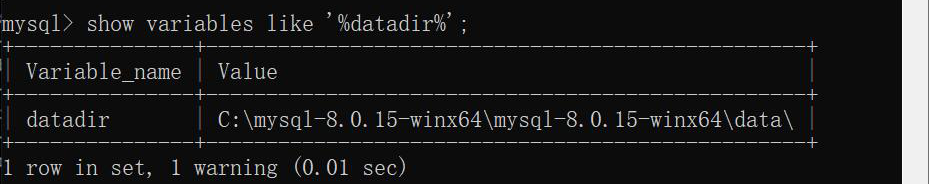 mysql> show variables like '%datadir%';
+---------------+---------------------------------------------+
| Variable_name | Value                                       |
+---------------+---------------------------------------------+
| datadir       | C:\mysql-8.0.15-winx64\mysql-8.0.15-winx64\data\ |
+---------------+---------------------------------------------+
1 row in set, 1 warning (0.01 sec)